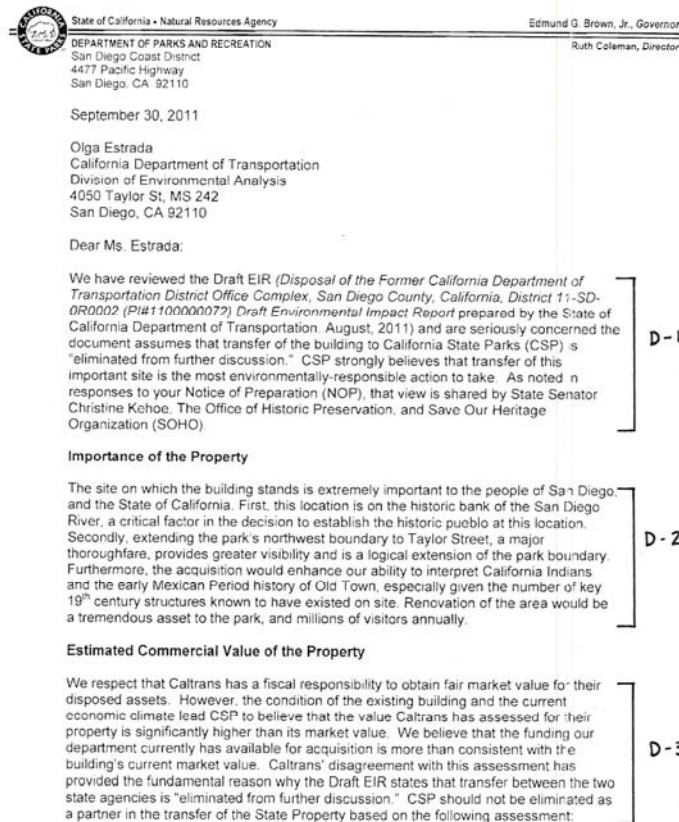 CALIFORNIA
STATE PARKS
State of California • Natural Resources Agency
Edmund G. Brown, Jr., Governor
DEPARTMENT OF PARKS AND RECREATION
Ruth Coleman, Director
San Diego Coast District
4477 Pacific Highway
San Diego, CA 92110
September 30, 2011
Olga Estrada
California Department of Transportation
Division of Environmental Analysis
4050 Taylor St, MS 242
San Diego, CA 92110
Dear Ms. Estrada:
We have reviewed the Draft EIR (Disposal of the Former California Department of
Transportation District Office Complex, San Diego County, California, District 11-SD-
0R0002 (PI#1100000072) Draft Environmental Impact Report prepared by the State of
California Department of Transportation. August, 2011) and are seriously concerned the
document assumes that transfer of the building to California State Parks (CSP) is
"eliminated from further discussion." CSP strongly believes that transfer of this
important site is the most environmentally-responsible action to take. As noted in
responses to your Notice of Preparation (NOP), that view is shared by State Senator
Christine Kehoe, The Office of Historic Preservation, and Save Our Heritage
Organization (SOHO).
D-1
Importance of the Property
The site on which the building stands is extremely important to the people of San Diego,
and the State of California. First, this location is on the historic bank of the San Diego
River, a critical factor in the decision to establish the historic pueblo at this location.
Secondly, extending the park's northwest boundary to Taylor Street, a major
thoroughfare, provides greater visibility and is a logical extension of the park boundary.
Furthermore, the acquisition would enhance our ability to interpret California Indians
and the early Mexican Period history of Old Town, especially given the number of key
19th century structures known to have existed on site. Renovation of the area would be
a tremendous asset to the park, and millions of visitors annually.
D-2
Estimated Commercial Value of the Property
We respect that Caltrans has a fiscal responsibility to obtain fair market value for their
disposed assets. However, the condition of the existing building and the current
economic climate lead CSP to believe that the value Caltrans has assessed for their
property is significantly higher than its market value. We believe that the funding our
department currently has available for acquisition is more than consistent with the
building's current market value. Caltrans' disagreement with this assessment has
provided the fundamental reason why the Draft EIR states that transfer between the two
state agencies is "eliminated from further discussion." CSP should not be eliminated as
a partner in the transfer of the State Property based on the following assessment:
D-3